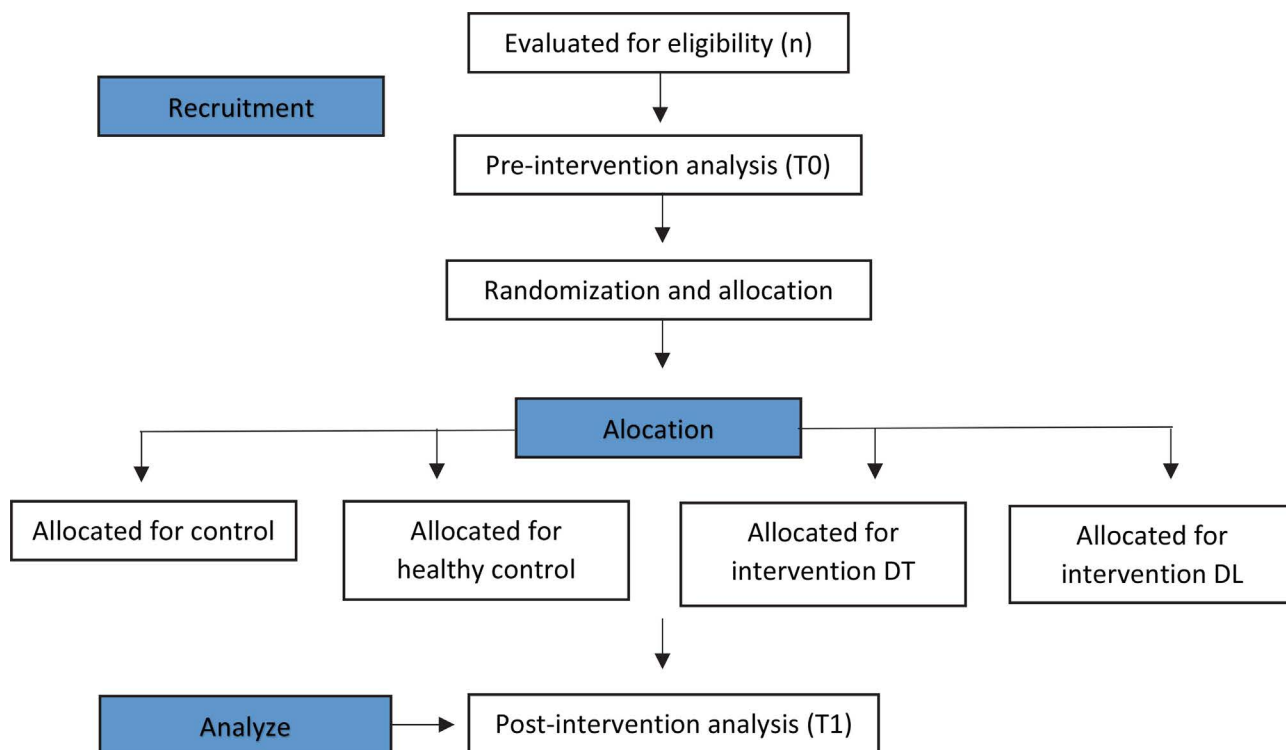 Evaluated for eligibility (n)
Recruitment
Pre-intervention analysis (T0)
Randomization and allocation
Alocation
Allocated for control
Allocated for
healthy control
Allocated for
intervention DT
Allocated for
intervention DL
Analyze
Post-intervention analysis (T1)